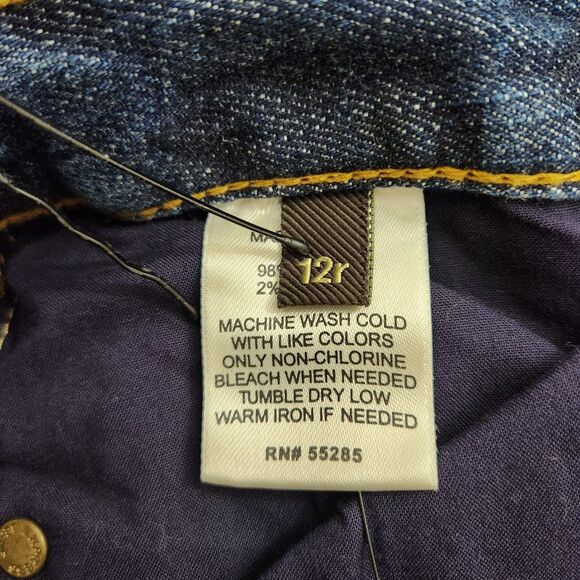 12r
98%
2%
MACHINE WASH COLD
WITH LIKE COLORS
ONLY NON-CHLORINE
BLEACH WHEN NEEDED
TUMBLE DRY LOW
WARM IRON IF NEEDED
RN# 55285